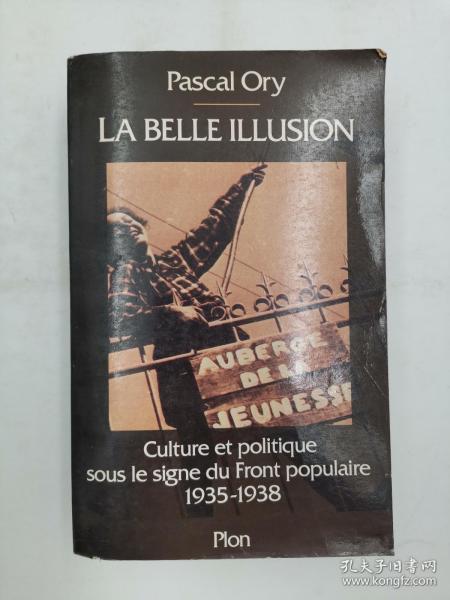 Pascal Ory
LA BELLE ILLUSION
AUBERGE
DE LA
JEUNESSE
Culture et politique
sous le signe du Front populaire
1935-1938
Plon
孔夫子旧书网
www.kongfz.com